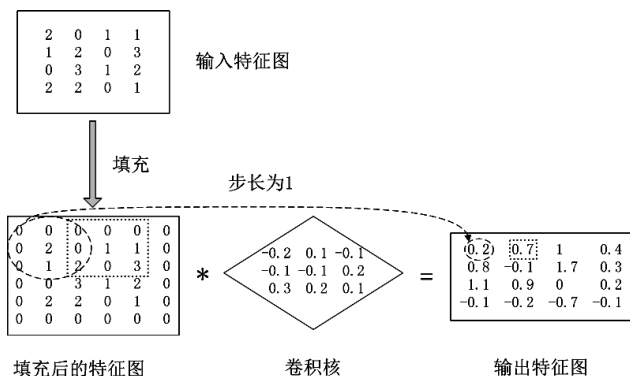 2 0 1 1
1 2 0 3
0 3 1 2
2 2 0 1
输入特征图
填充
步长为1
0 0 0 0 0 0
0 2 0 1 1 0
0 1 2 0 3 0
0 0 3 1 2 0
0 2 2 0 1 0
0 0 0 0 0 0
*
-0.2 0.1 -0.1
-0.1 -0.1 0.2
0.3 0.2 0.1
=
0.2 0.7 1 0.4
0.8 -0.1 1.7 0.3
1.1 0.9 0 0.2
-0.1 -0.2 -0.7 -0.1
填充后的特征图
卷积核
输出特征图